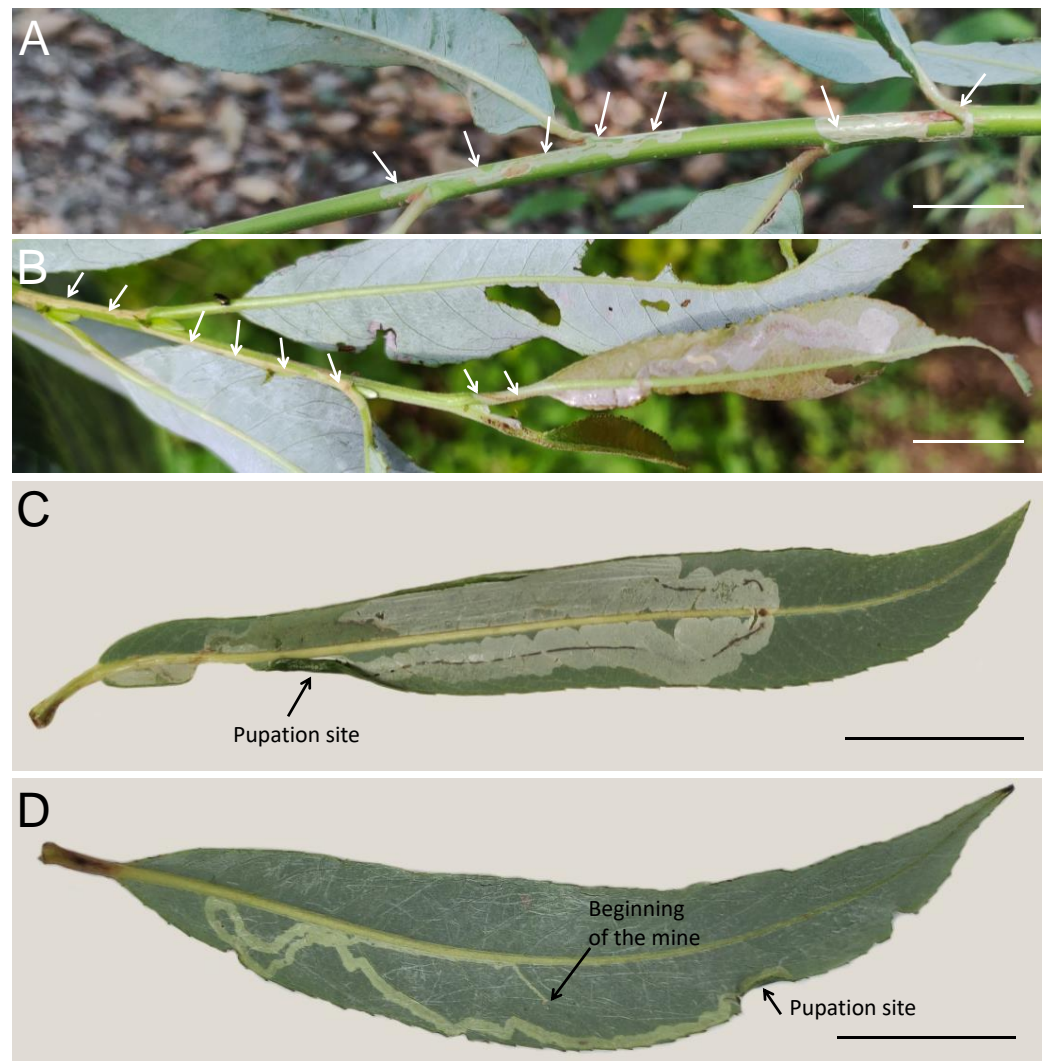 A
B
C
Pupation site
D
Beginning
of the mine
Pupation site